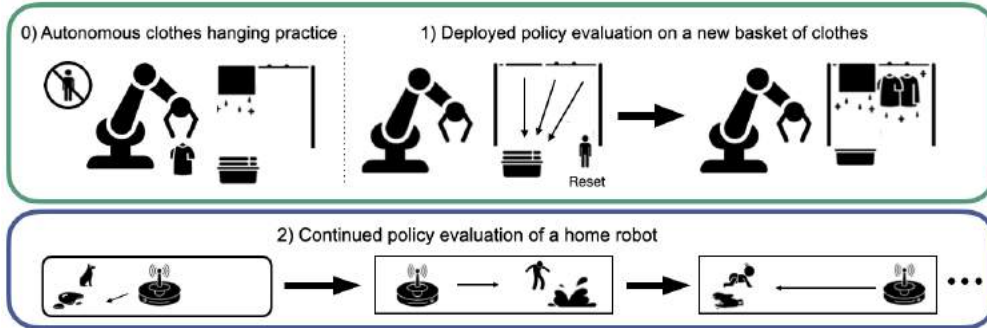 0) Autonomous clothes hanging practice
1) Deployed policy evaluation on a new basket of clothes
Reset
2) Continued policy evaluation of a home robot